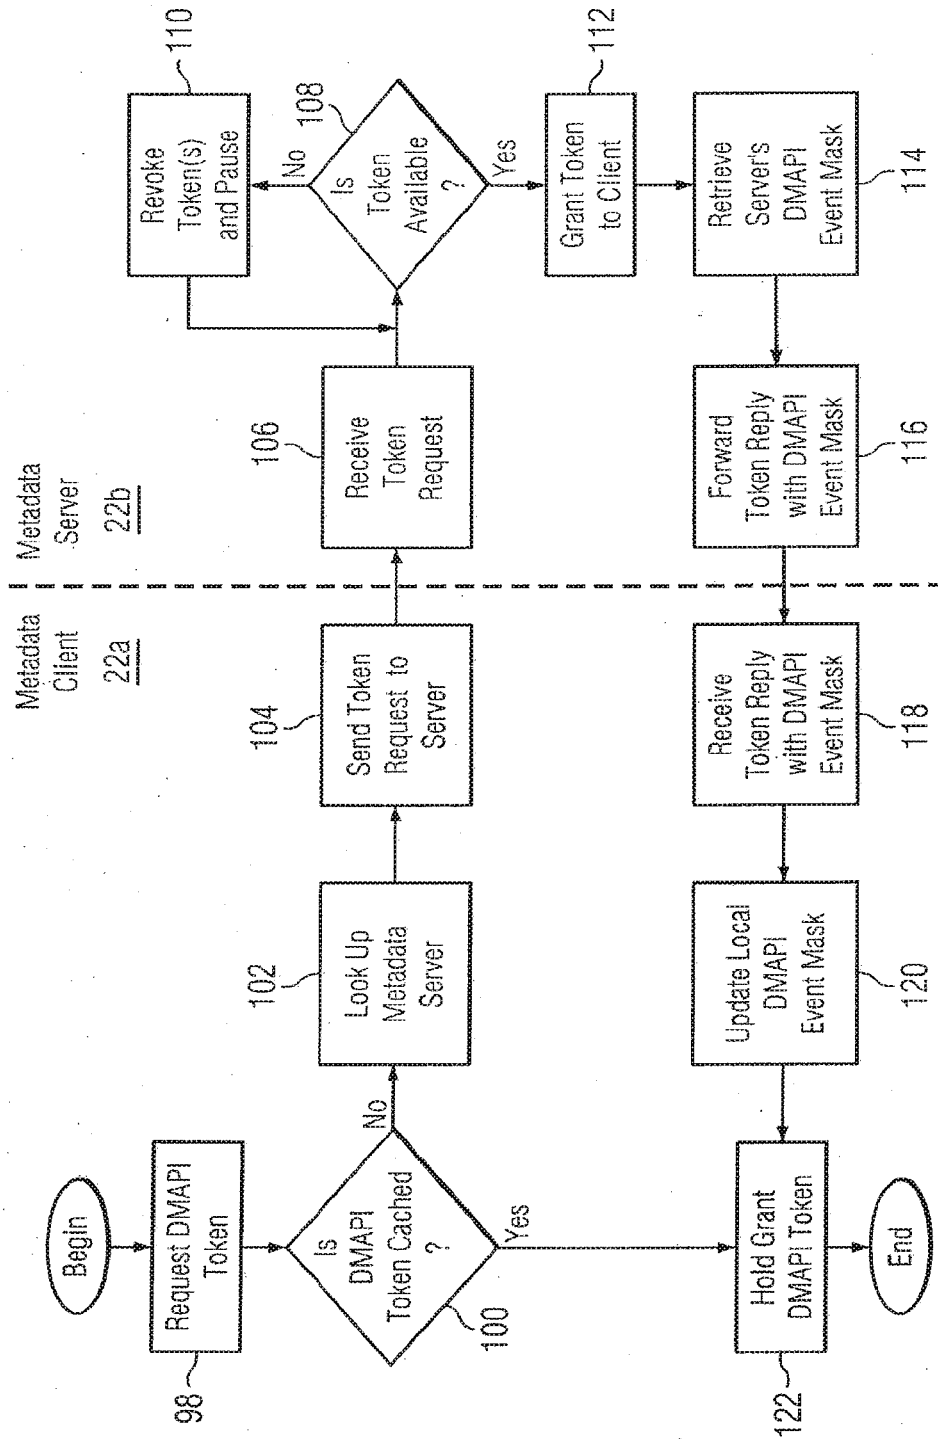 Metadata
Client
22a
Metadata
Server
22b
Begin
98
Request DMAPI
Token
100
Is
DMAPI
Token Cached
?
No
Yes
102
Look Up
Metadata
Server
104
Send Token
Request to
Server
106
Receive
Token
Request
108
Is
Token
Available
?
No
Yes
110
Revoke
Token(s)
and Pause
112
Grant Token
to Client
114
Retrieve
Server's
DMAPI
Event Mask
116
Forward
Token Reply
with DMAPI
Event Mask
118
Receive
Token Reply
with DMAPI
Event Mask
120
Update Local
DMAPI
Event Mask
122
Hold Grant
DMAPI Token
End